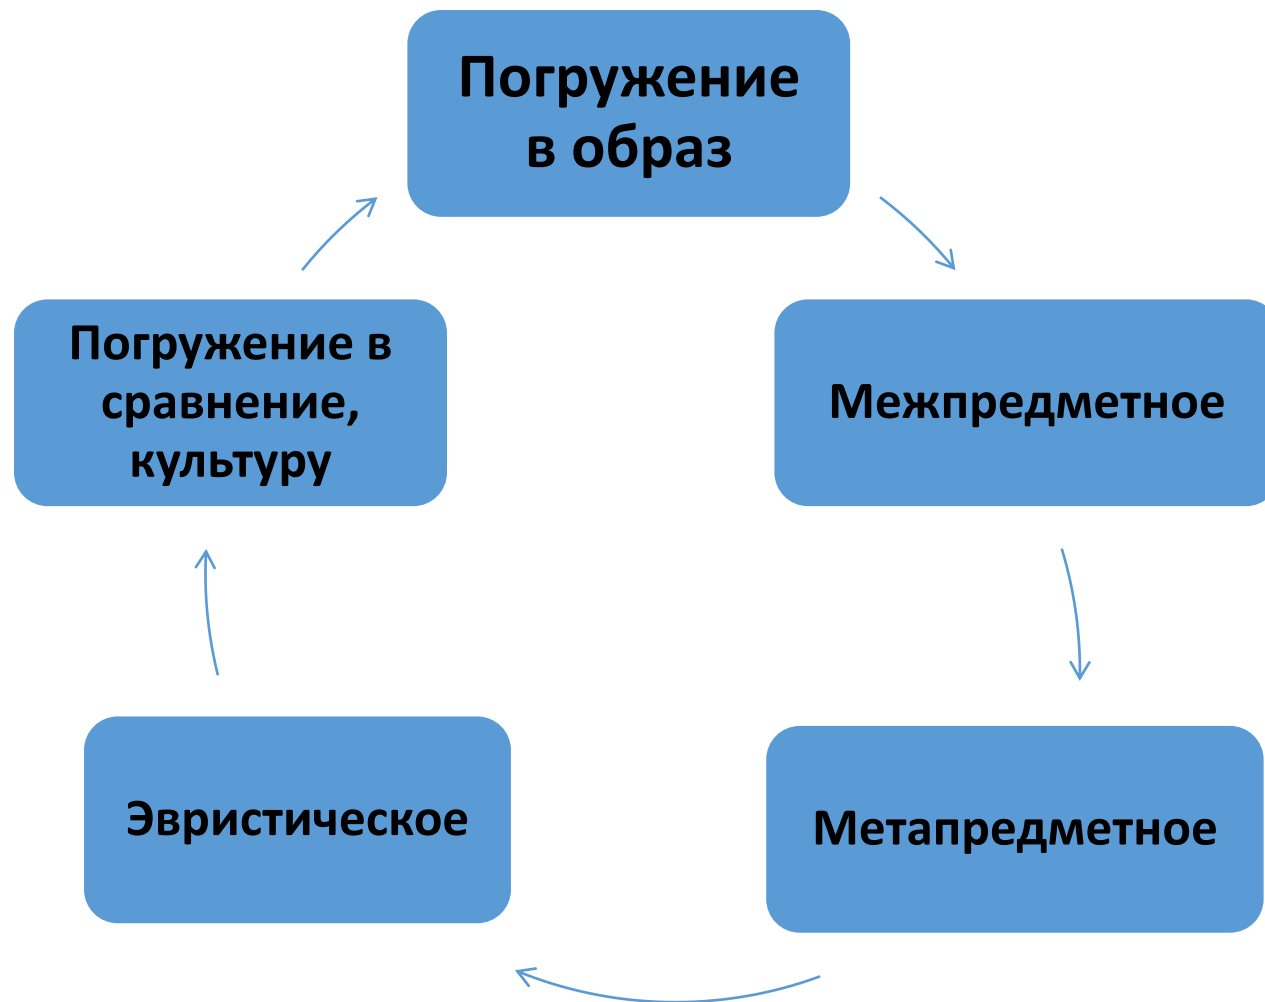 Погружение
в образ
Межпредметное
Метапредметное
Эвристическое
Погружение в
сравнение,
культуру